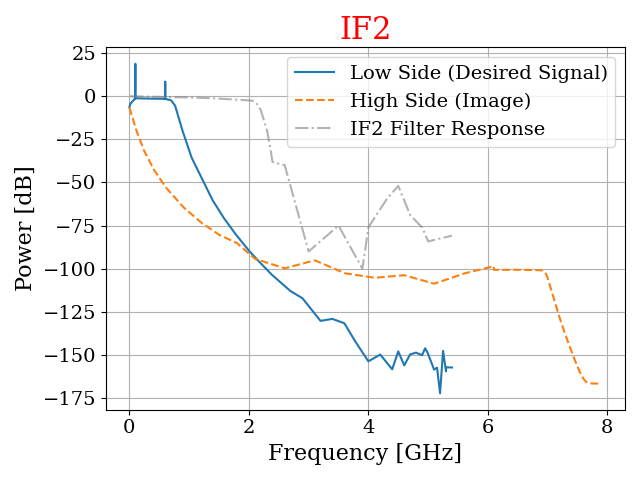 IF2
Low Side (Desired Signal)
High Side (Image)
IF2 Filter Response
Power [dB]
25
0
−25
−50
−75
−100
−125
−150
−175
0 2 4 6 8
Frequency [GHz]